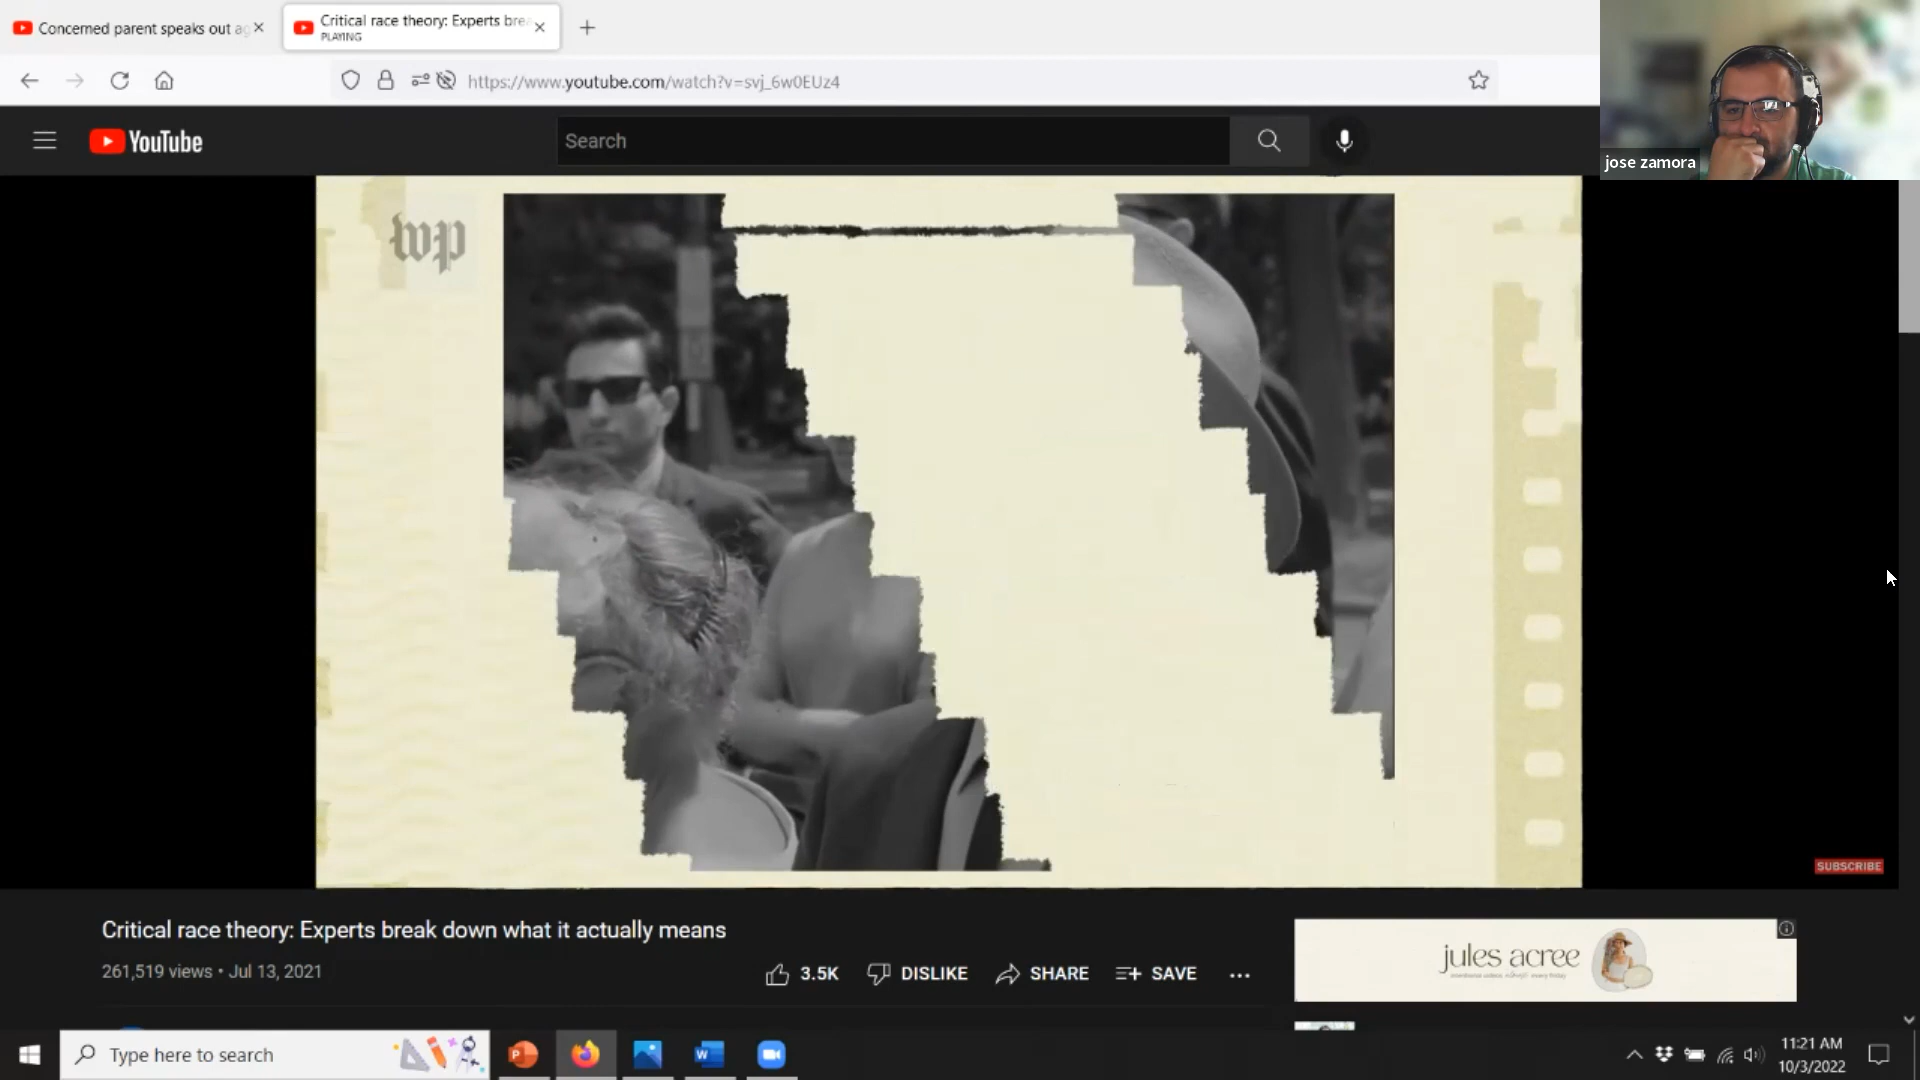 Concerned parent speaks out ag
Critical race theory: Experts brea
PLAYING
https://www.youtube.com/watch?v=svj_6w0EUz4
YouTube
Search
jose zamora
wp
SUBSCRIBE
Critical race theory: Experts break down what it actually means
261,519 views • Jul 13, 2021
3.5K
DISLIKE
SHARE
SAVE
jules acree
Type here to search
11:21 AM
10/3/2022